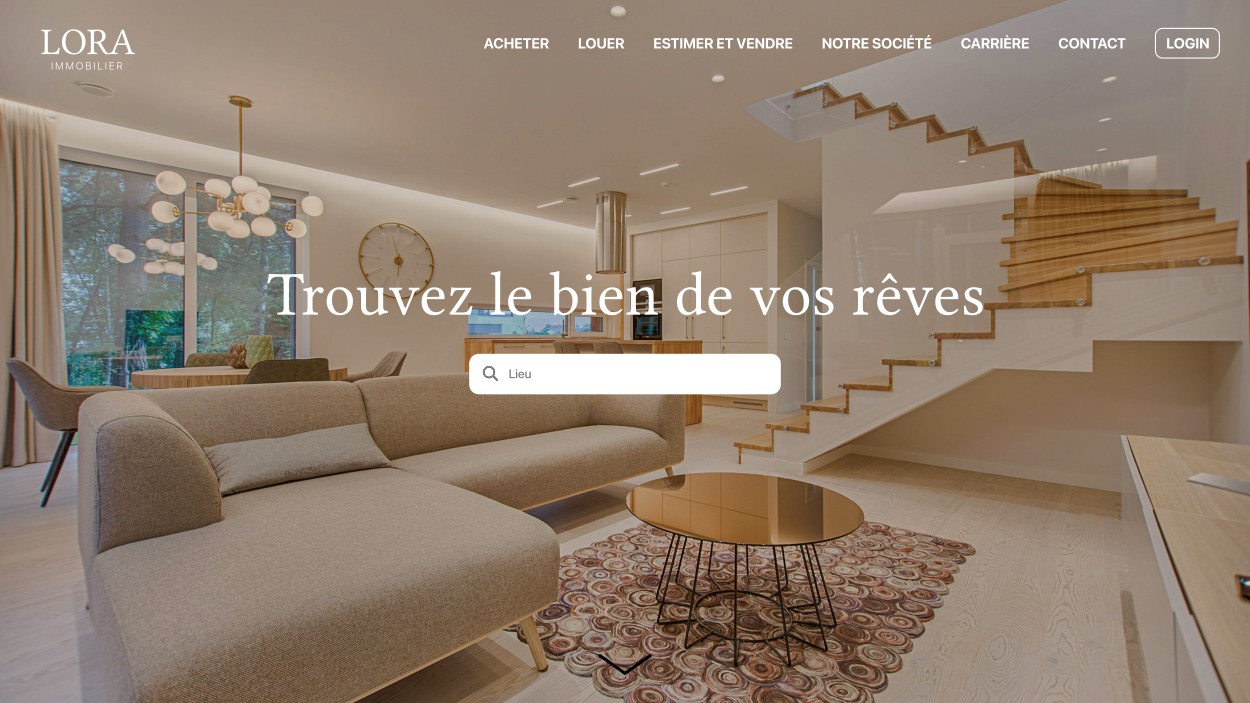 LORA
IMMOBILIER
ACHETER LOUER ESTIMER ET VENDRE NOTRE SOCIÉTÉ CARRIÈRE CONTACT LOGIN
Trouvez le bien de vos rêves
Lieu